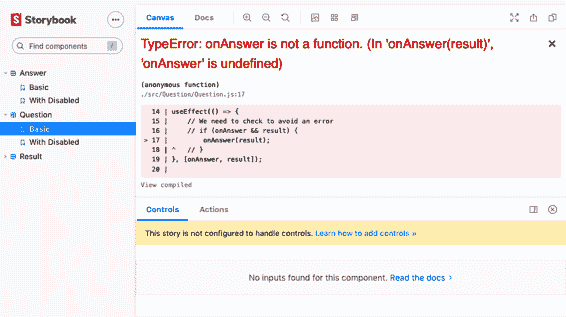 Storybook
Find components
/
Answer
Basic
With Disabled
Question
Basic
With Disabled
Result
Canvas
Docs
TypeError: onAnswer is not a function. (In 'onAnswer(result)',
'onAnswer' is undefined)
(anonymous function)
./src/Question/Question.js:17
14 | useEffect(() => {
15 |     // We need to check to avoid an error
16 |     // if (onAnswer && result) {
> 17 |         onAnswer(result);
18 | ^   // }
19 | }, [onAnswer, result]);
20 |
View compiled
Controls
Actions
This story is not configured to handle controls. Learn how to add controls »
No inputs found for this component. Read the docs ›